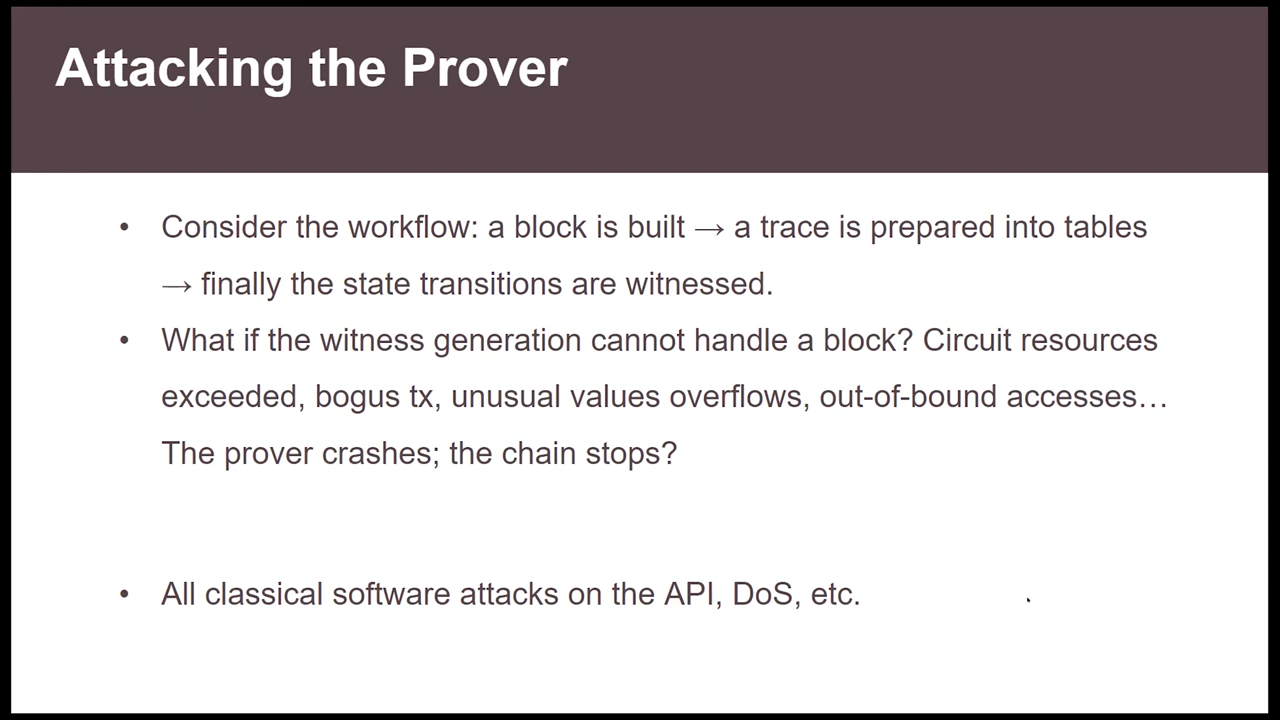 Attacking the Prover
• Consider the workflow: a block is built → a trace is prepared into tables
→ finally the state transitions are witnessed.
• What if the witness generation cannot handle a block? Circuit resources
exceeded, bogus tx, unusual values overflows, out-of-bound accesses…
The prover crashes; the chain stops?
• All classical software attacks on the API, DoS, etc.